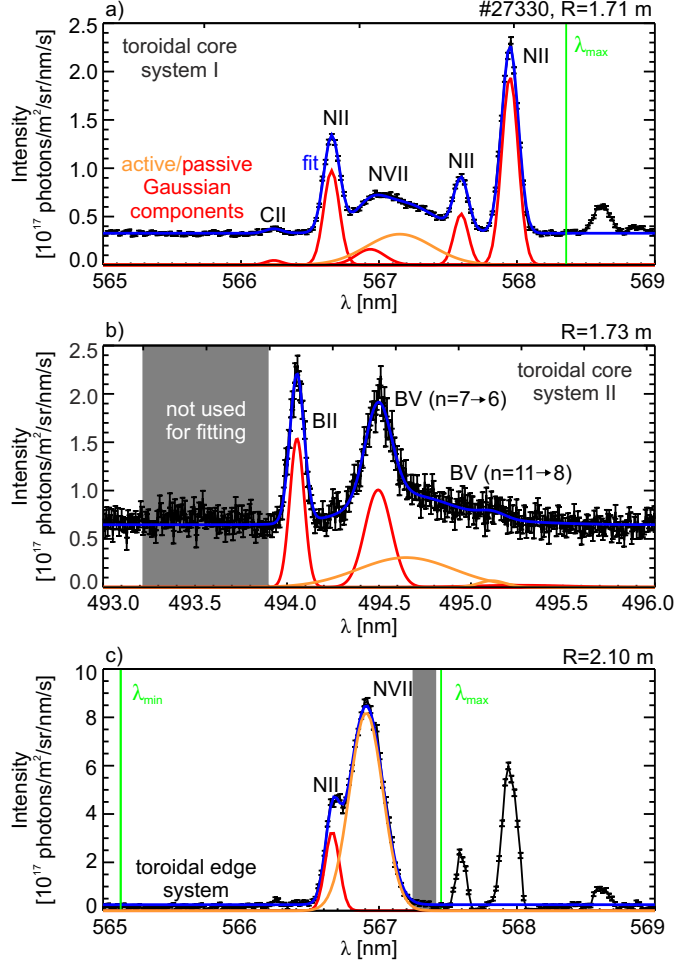 a)
#27330, R=1.71 m
toroidal core
system I
NII
λmax
NII
active/passive
Gaussian
components
fit
NVII
NII
CII
Intensity
[10^17 photons/m^2/sr/nm/s]
2.5
2.0
1.5
1.0
0.5
0.0
565 566 567 568 569
λ [nm]
b)
R=1.73 m
not used
for fitting
BII
BV (n=7→6)
toroidal core
system II
BV (n=11→8)
Intensity
[10^17 photons/m^2/sr/nm/s]
2.5
2.0
1.5
1.0
0.5
0.0
493.0 493.5 494.0 494.5 495.0 495.5 496.0
λ [nm]
c)
R=2.10 m
λmin
NVII
λmax
NII
toroidal edge
system
Intensity
[10^17 photons/m^2/sr/nm/s]
10
8
6
4
2
0
565 566 567 568 569
λ [nm]